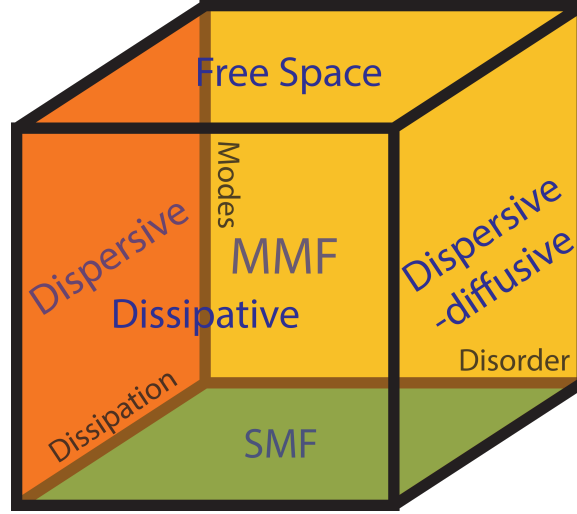 Free Space
Modes
Dispersive
MMF
Dispersive
-diffusive
Dissipative
Disorder
Dissipation
SMF